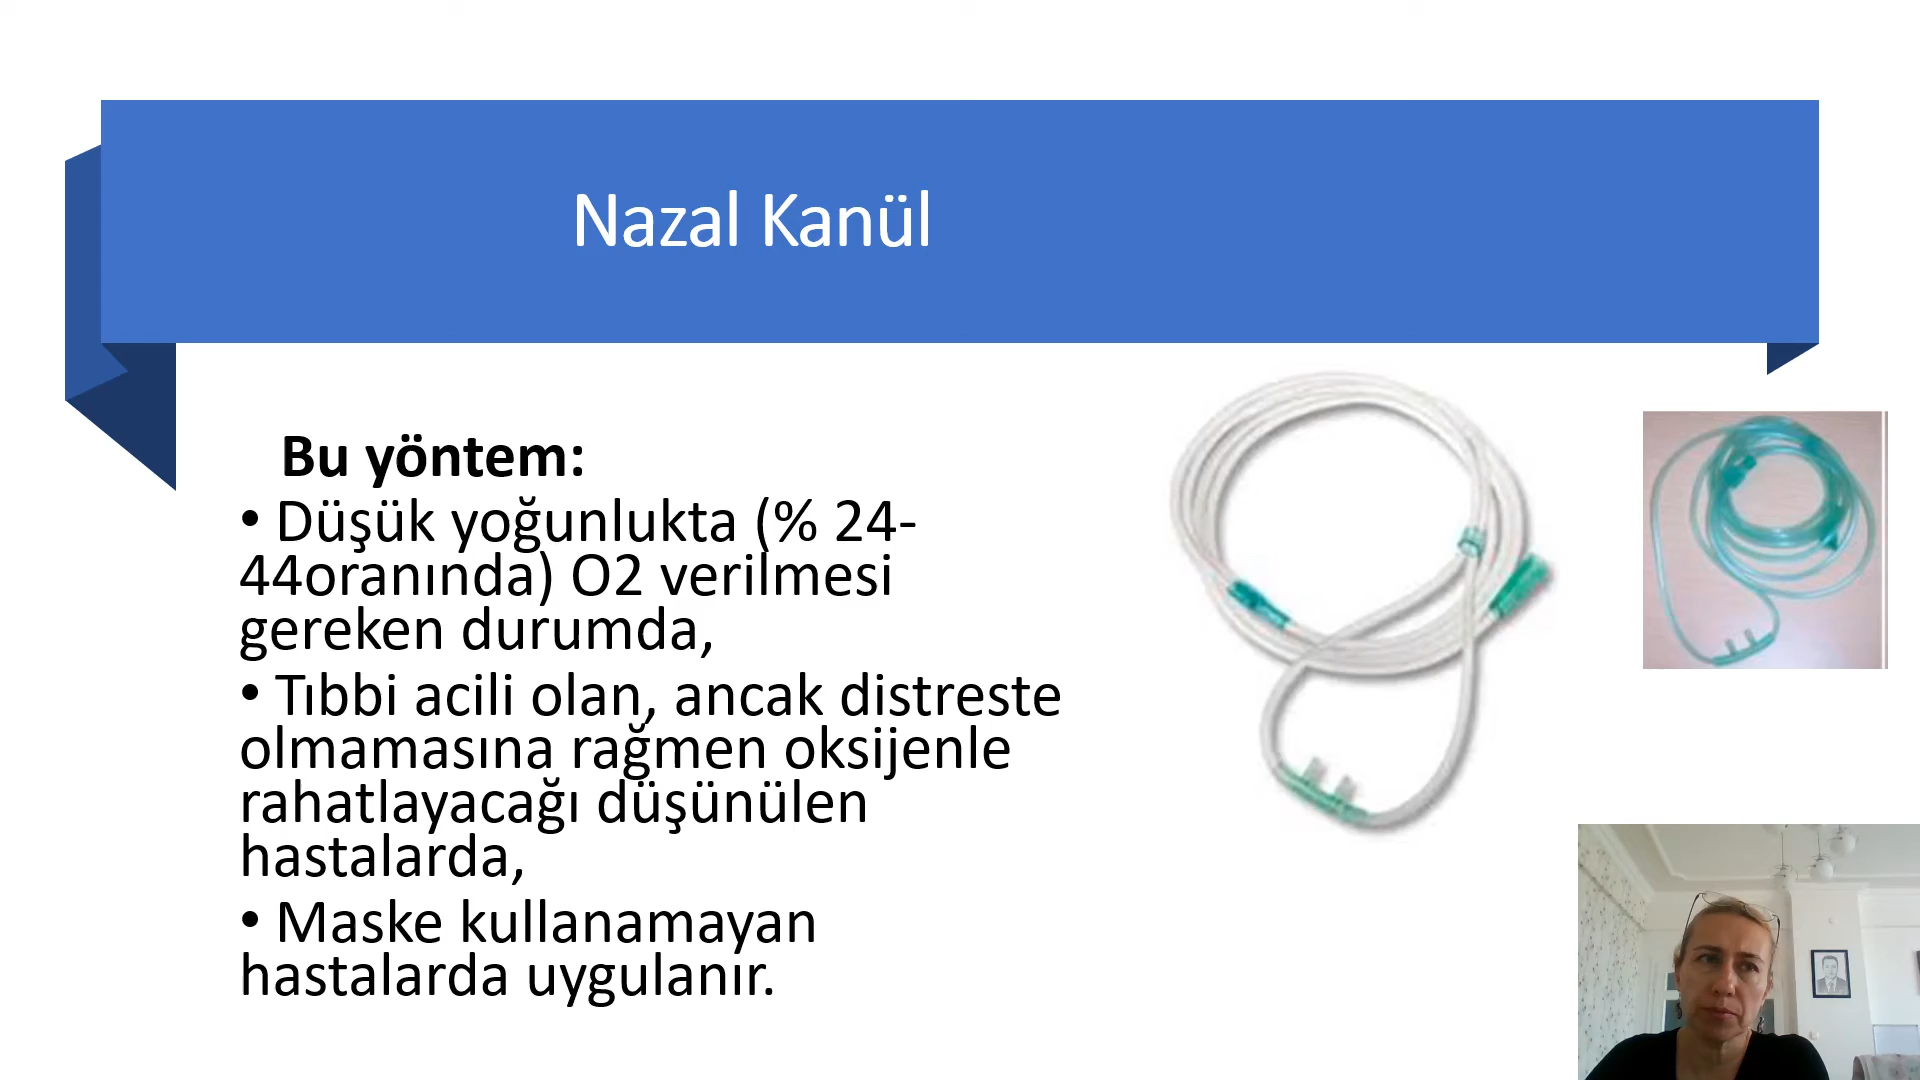 Nazal Kanül
Bu yöntem:
• Düşük yoğunlukta (% 24-
44oranında) O2 verilmesi
gereken durumda,
• Tıbbi acili olan, ancak distreste
olmamasına rağmen oksijenle
rahatlayacağı düşünülen
hastalarda,
• Maske kullanamayan
hastalarda uygulanır.